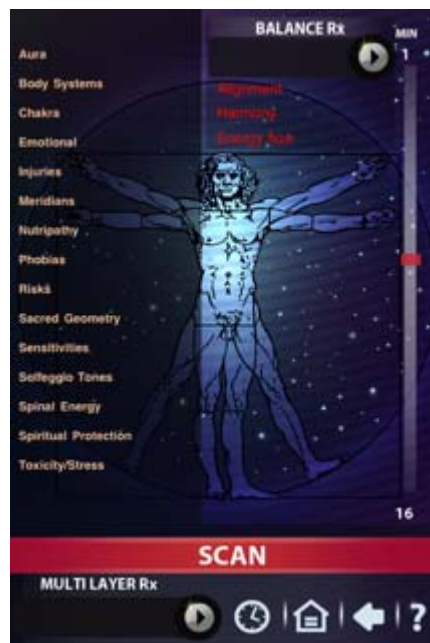 BALANCE Rx
MIN
1
Aura
Body Systems
Chakra
Emotional
Injuries
Meridians
Nutripathy
Phobias
Risks
Sacred Geometry
Sensitivities
Solfeggio Tones
Spinal Energy
Spiritual Protection
Toxicity/Stress
Alignment
Harmony
Energy
16
SCAN
MULTI LAYER Rx
?